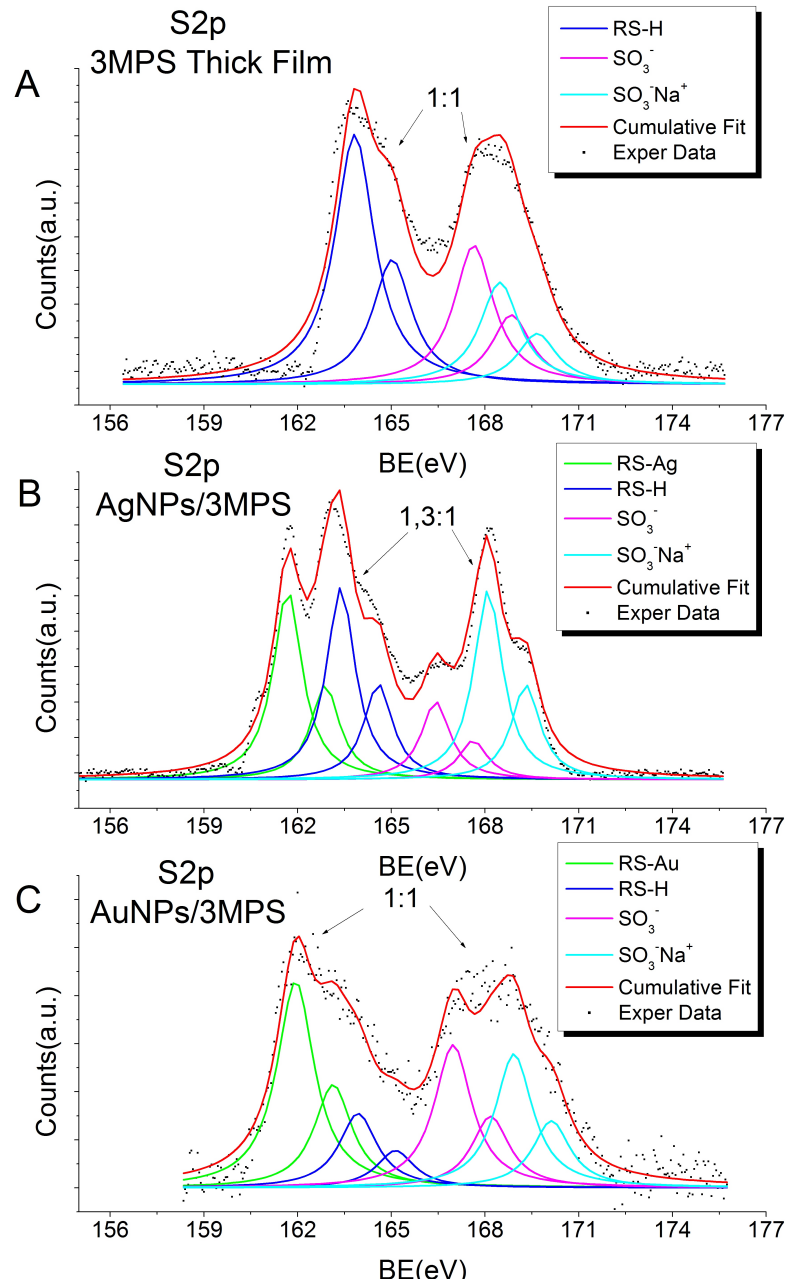 S2p
3MPS Thick Film
A
1:1
RS-H
SO₃⁻
SO₃⁻Na⁺
Cumulative Fit
Exper Data
Counts(a.u.)
156 159 162 165 168 171 174 177
BE(eV)
S2p
AgNPs/3MPS
B
1,3:1
RS-Ag
RS-H
SO₃⁻
SO₃⁻Na⁺
Cumulative Fit
Exper Data
Counts(a.u.)
156 159 162 165 168 171 174 177
BE(eV)
S2p
AuNPs/3MPS
C
1:1
RS-Au
RS-H
SO₃⁻
SO₃⁻Na⁺
Cumulative Fit
Exper Data
Counts(a.u.)
156 159 162 165 168 171 174 177
BE(eV)